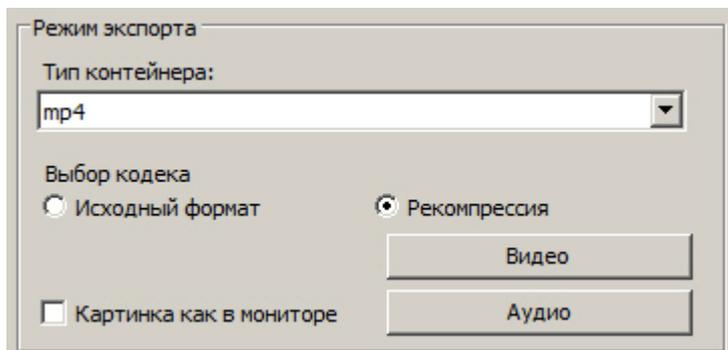 Режим экспорта
Тип контейнера:
mp4
Выбор кодека
Исходный формат
Рекомпрессия
Видео
Картинка как в мониторе
Аудио